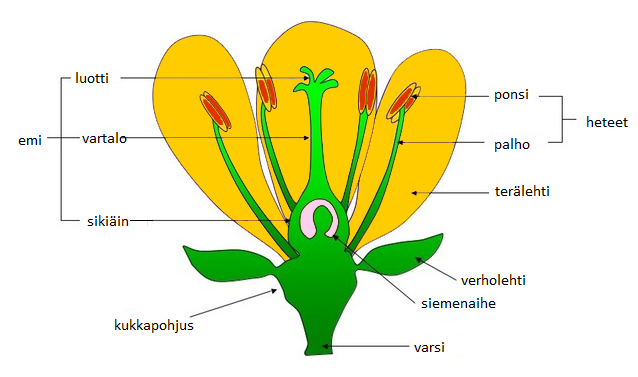 luotti
ponsi
heteet
emi
vartalo
palho
terälehti
sikiäin
verholehti
siemenaihe
kukkapohjus
varsi